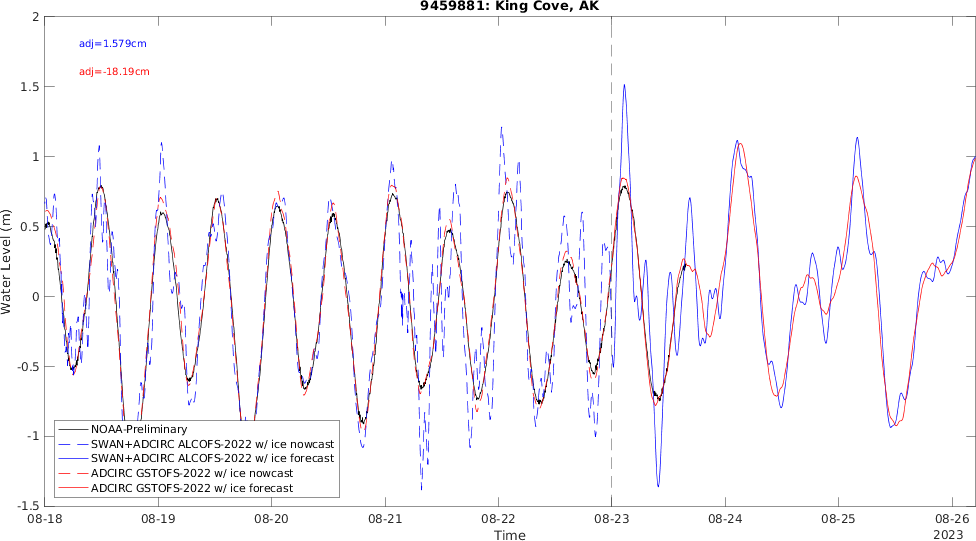 9459881: King Cove, AK
adj=1.579cm
adj=-18.19cm
Water Level (m)
2
1.5
1
0.5
0
-0.5
-1
-1.5
NOAA-Preliminary
SWAN+ADCIRC ALCOFS-2022 w/ ice nowcast
SWAN+ADCIRC ALCOFS-2022 w/ ice forecast
ADCIRC GSTOFS-2022 w/ ice nowcast
ADCIRC GSTOFS-2022 w/ ice forecast
08-18 08-19 08-20 08-21 08-22 08-23 08-24 08-25 08-26
Time
2023